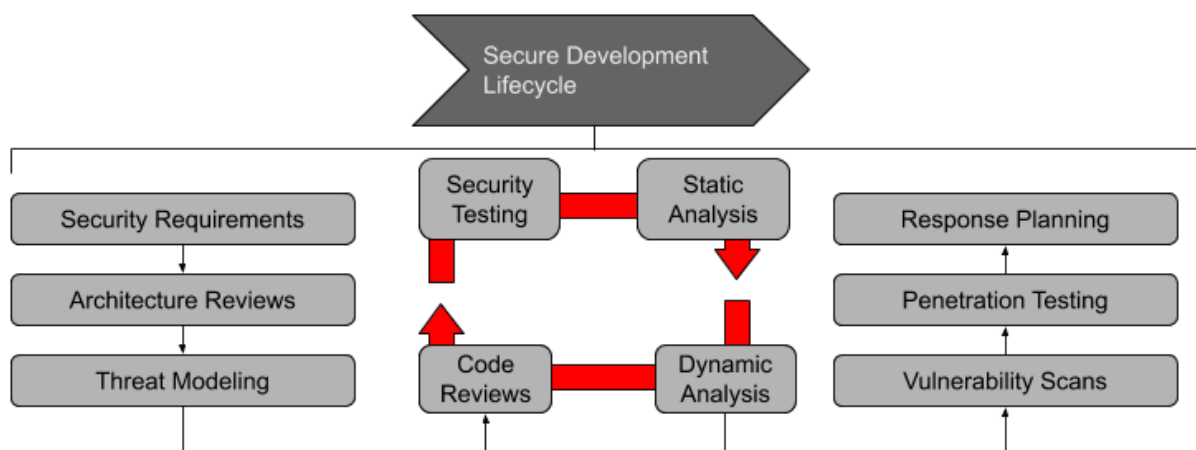 Secure Development
Lifecycle
Security Requirements
Architecture Reviews
Threat Modeling
Security
Testing
Static
Analysis
Code
Reviews
Dynamic
Analysis
Response Planning
Penetration Testing
Vulnerability Scans